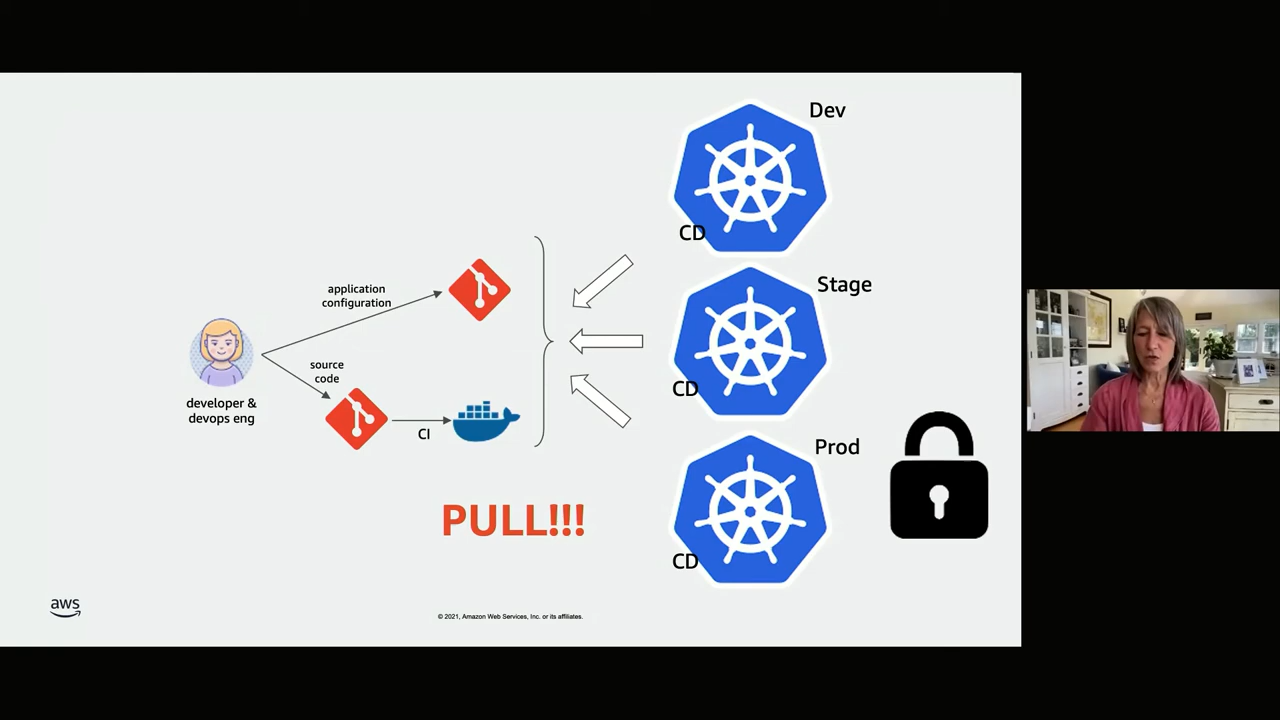 Dev
CD
Stage
CD
Prod
CD
application
configuration
source
code
developer &
devops eng
CI
PULL!!!
aws
© 2021, Amazon Web Services, Inc. or its affiliates.